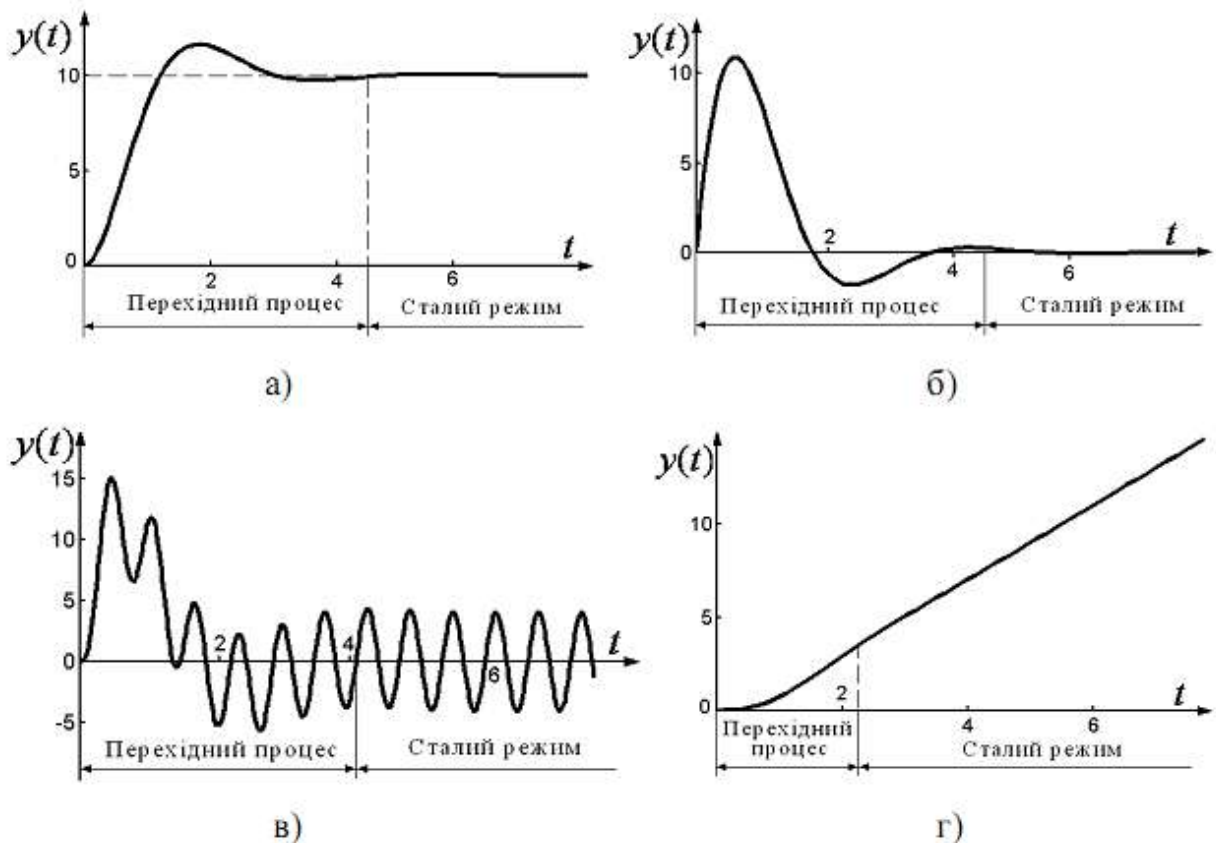 y(t)
10
5
0
2
4
6
t
Перехідний процес
Сталий режим
а)
y(t)
10
5
0
2
4
6
t
Перехідний процес
Сталий режим
б)
y(t)
15
10
5
0
-5
2
4
6
t
Перехідний процес
Сталий режим
в)
y(t)
10
5
0
2
4
6
t
Перехідний
процес
Сталий режим
г)